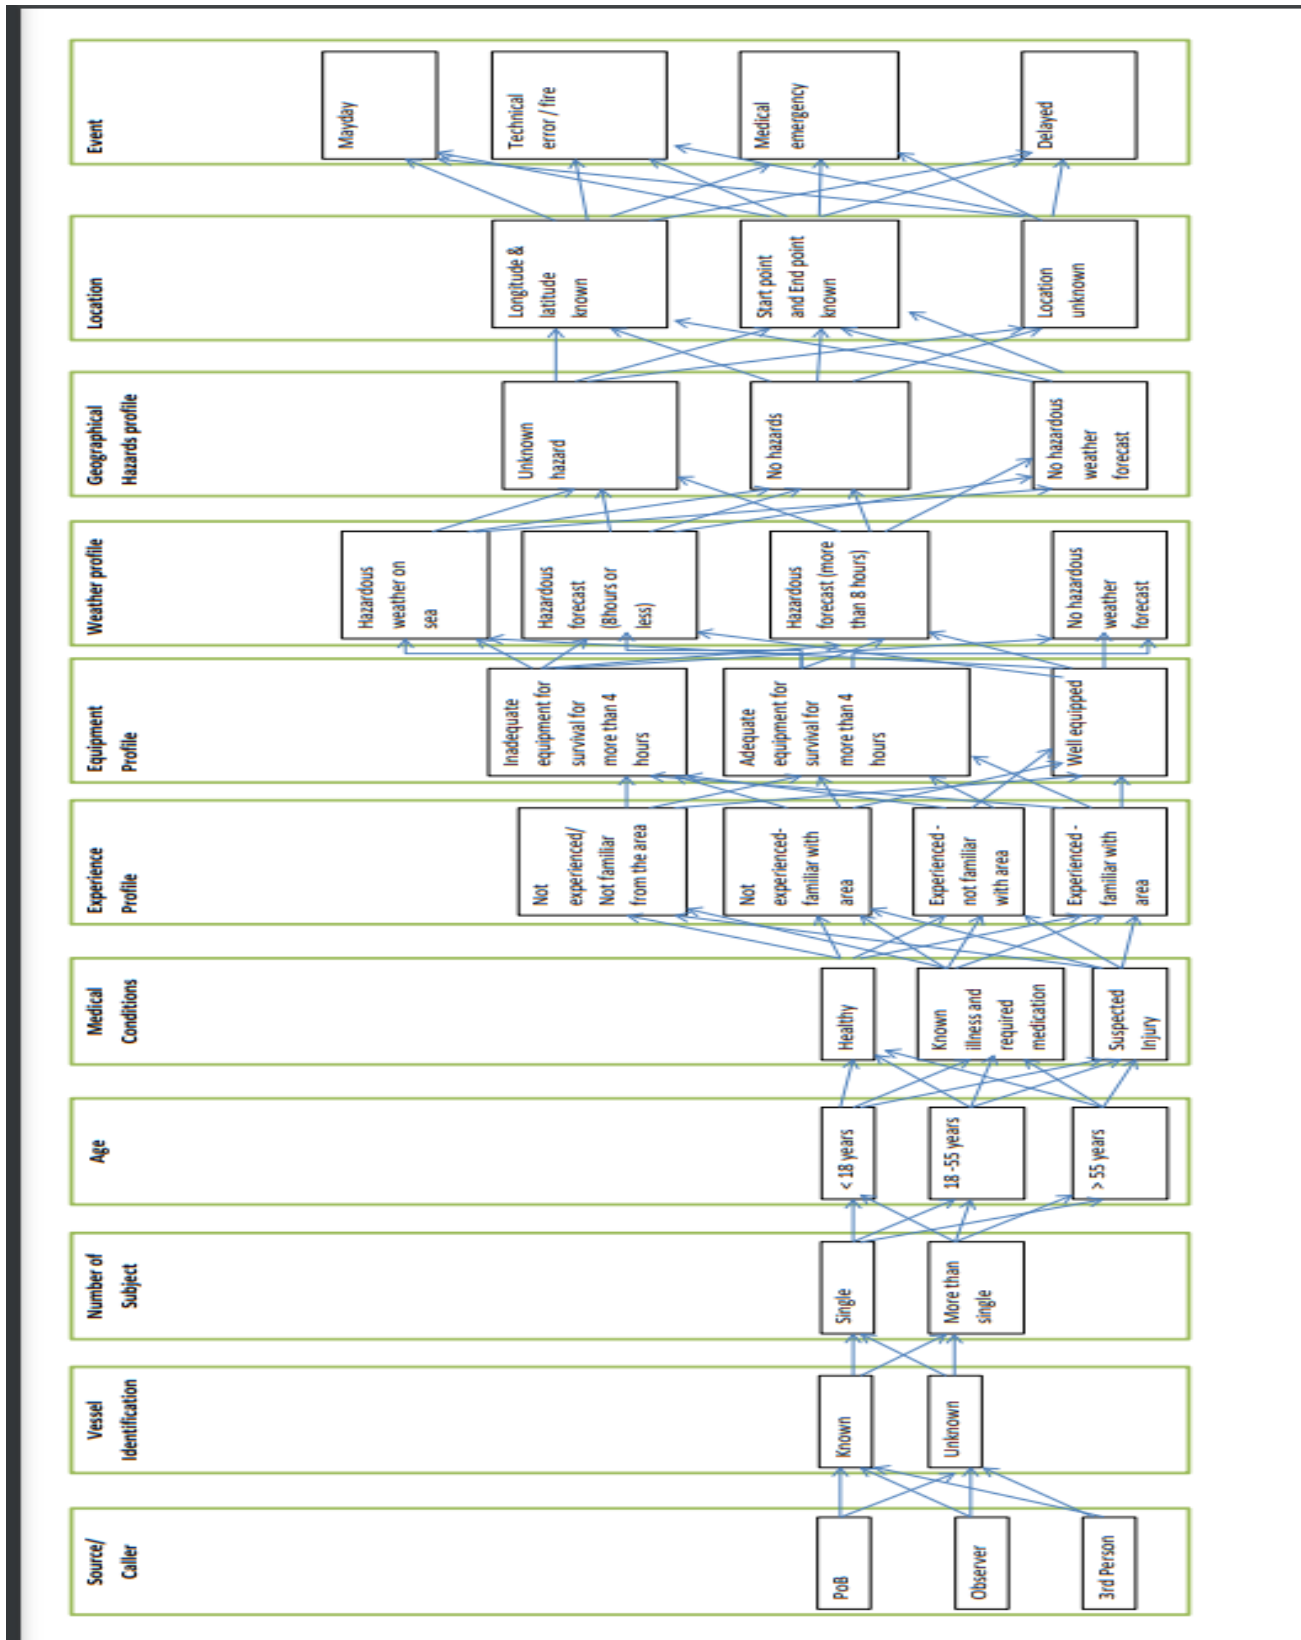 Source/
Caller
PoB
Observer
3rd Person
Vessel
Identification
Known
Unknown
Number of
Subject
Single
More than
single
Age
< 18 years
18 -55 years
> 55 years
Medical
Conditions
Healthy
Known
illness and
required
medication
Suspected
Injury
Experience
Profile
Not
experienced/
Not familiar
from the area
Not
experienced-
familiar with
area
Experienced -
not familiar
with area
Experienced -
familiar with
area
Equipment
Profile
Inadequate
equipment for
survival for
more than 4
hours
Adequate
equipment for
survival for
more than 4
hours
Well equipped
Weather profile
Hazardous
weather on
sea
Hazardous
forecast
(8hours or
less)
Hazardous
forecast (more
than 8 hours)
No hazardous
weather
forecast
Geographical
Hazards profile
Unknown
hazard
No hazards
No hazardous
weather
forecast
Location
Longitude &
latitude
known
Start point
and End point
known
Location
unknown
Event
Mayday
Technical
error / fire
Medical
emergency
Delayed